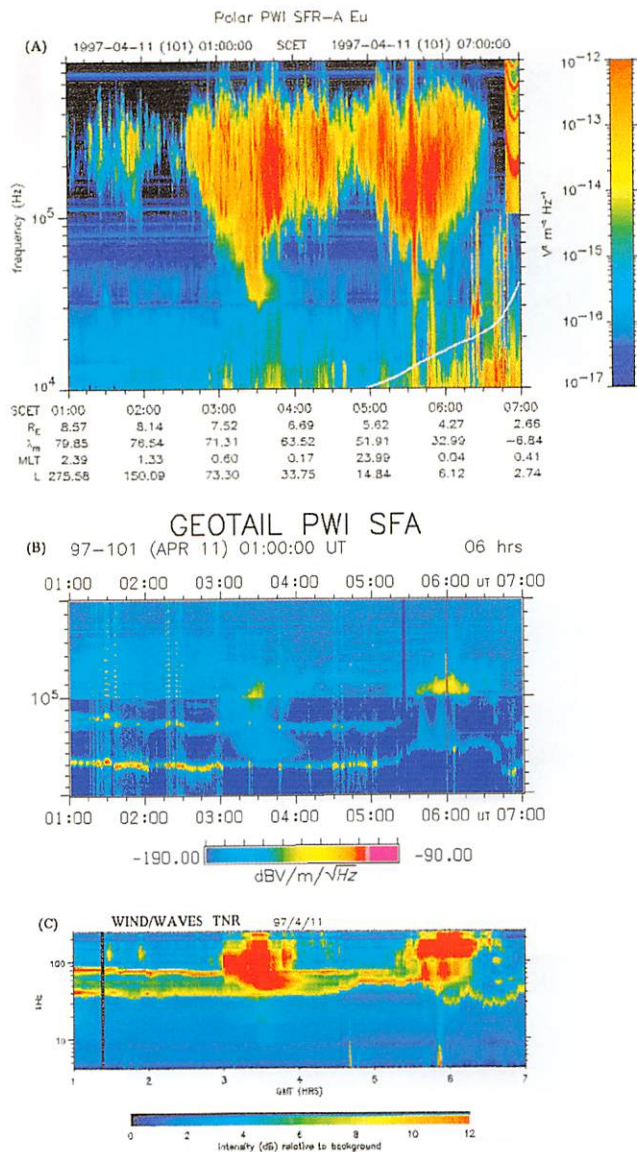 Polar PWI SFR-A Eu
(A) 1997-04-11 (101) 01:00:00 SCET 1997-04-11 (101) 07:00:00
frequency (Hz)
10⁵
10⁴
10⁻¹²
10⁻¹³
10⁻¹⁴
10⁻¹⁵
10⁻¹⁶
10⁻¹⁷
V² m⁻² Hz⁻¹
SCET 01:00 02:00 03:00 04:00 05:00 06:00 07:00
R_E 8.57 8.14 7.52 6.69 5.62 4.27 2.66
λ_m 79.85 76.54 71.31 63.52 51.91 32.99 -6.84
MLT 2.39 1.33 0.60 0.17 23.99 0.04 0.41
L 275.58 150.09 73.30 33.75 14.84 6.12 2.74
GEOTAIL PWI SFA
(B) 97-101 (APR 11) 01:00:00 UT 06 hrs
01:00 02:00 03:00 04:00 05:00 06:00 UT 07:00
10⁵
01:00 02:00 03:00 04:00 05:00 06:00 UT 07:00
-190.00 -90.00
dBV/m/√Hz
(C) WIND/WAVES TNR 97/4/11
kHz
100
10
1 2 3 4 5 6 7
GMT (HRS)
0 2 4 6 8 10 12
Intensity (dB) relative to background